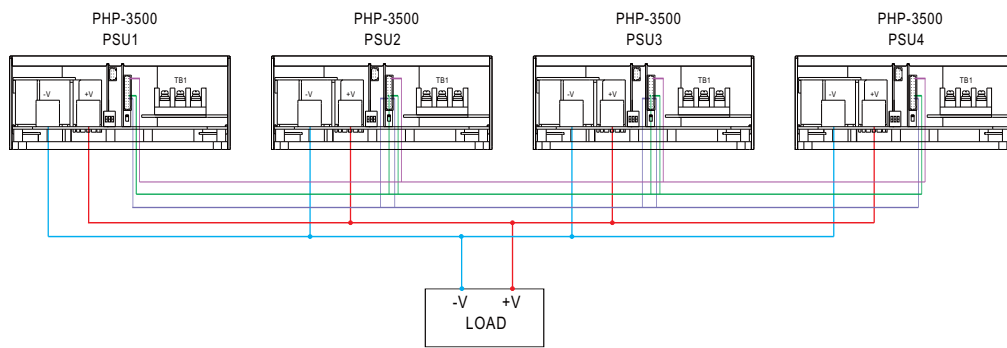 PHP-3500
PSU1
PHP-3500
PSU2
PHP-3500
PSU3
PHP-3500
PSU4
-V
+V
TB1
-V
+V
TB1
-V
+V
TB1
-V
+V
TB1
-V +V
LOAD